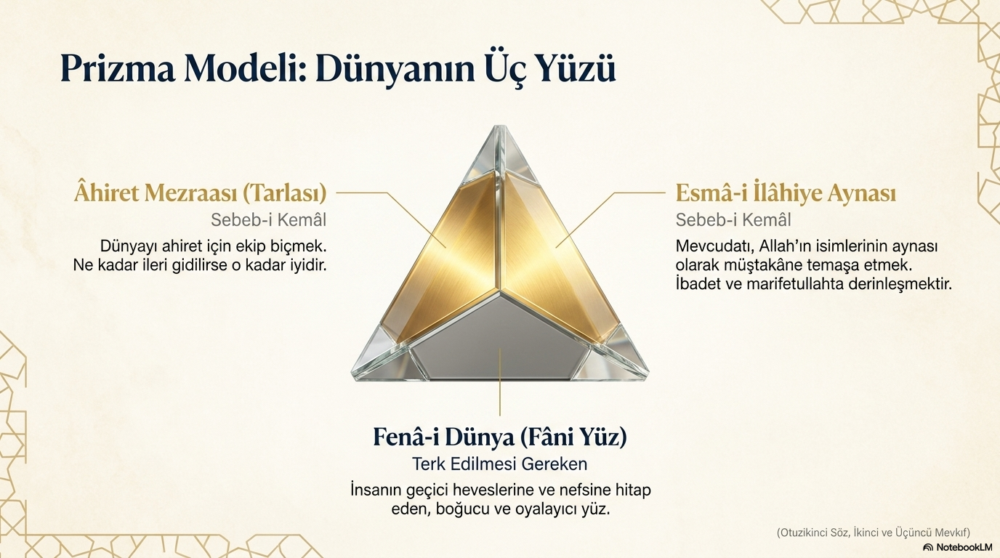 Prizma Modeli: Dünyanın Üç Yüzü
Âhiret Mezraası (Tarlası)
Sebeb-i Kemâl
Dünyayı ahiret için ekip biçmek.
Ne kadar ileri gidilirse o kadar iyidir.
Esmâ-i İlâhiye Aynası
Sebeb-i Kemâl
Mevcudatı, Allah’ın isimlerinin aynası
olarak müştakâne temaşa etmek.
İbadet ve marifetullahta derinleşmektir.
Fenâ-i Dünya (Fâni Yüz)
Terk Edilmesi Gereken
İnsanın geçici heveslerine ve nefsine hitap
eden, boğucu ve oyalayıcı yüz.
(Otuzikinci Söz, İkinci ve Üçüncü Mevkıf)
NotebookLM